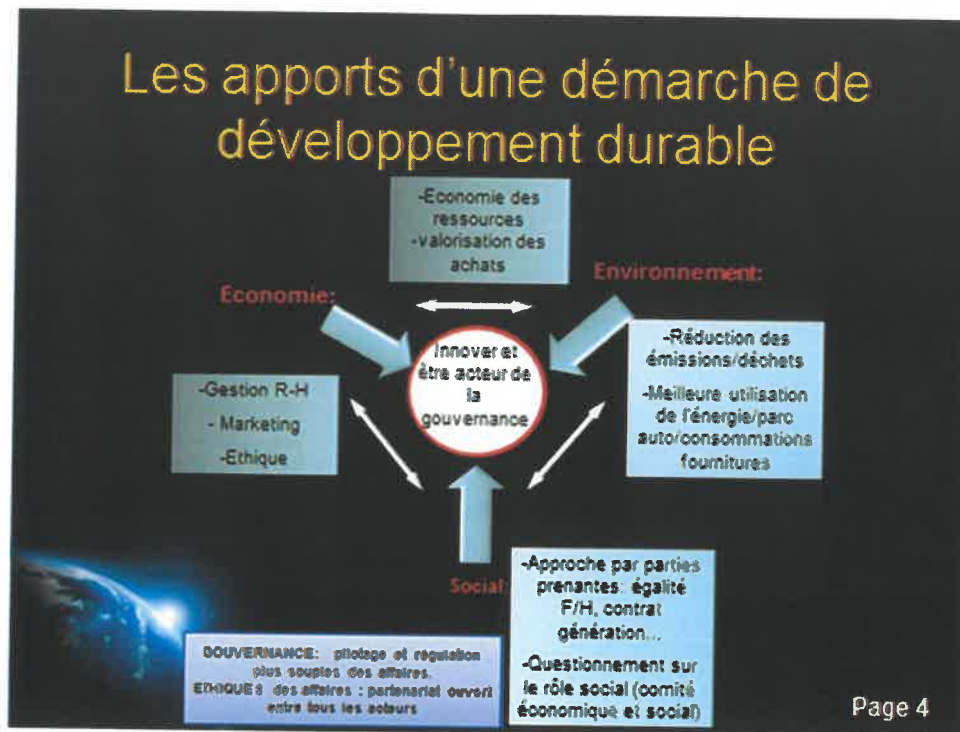 Les apports d'une démarche de
développement durable
-Economie des
ressources
-valorisation des
achats
Economie:
Environnement:
Innover et
être acteur de
la
gouvernance
-Réduction des
émissions/déchets
-Meilleure utilisation
de l'énergie/parc
auto/consommations
fournitures
-Gestion R-H
- Marketing
-Ethique
Social:
-Approche par parties
prenantes: égalité
F/H, contrat
génération...
-Questionnement sur
le rôle social (comité
économique et social)
GOUVERNANCE: pilotage et régulation
plus souples des affaires.
ETHIQUE des affaires : partenariat ouvert
entre tous les acteurs
Page 4